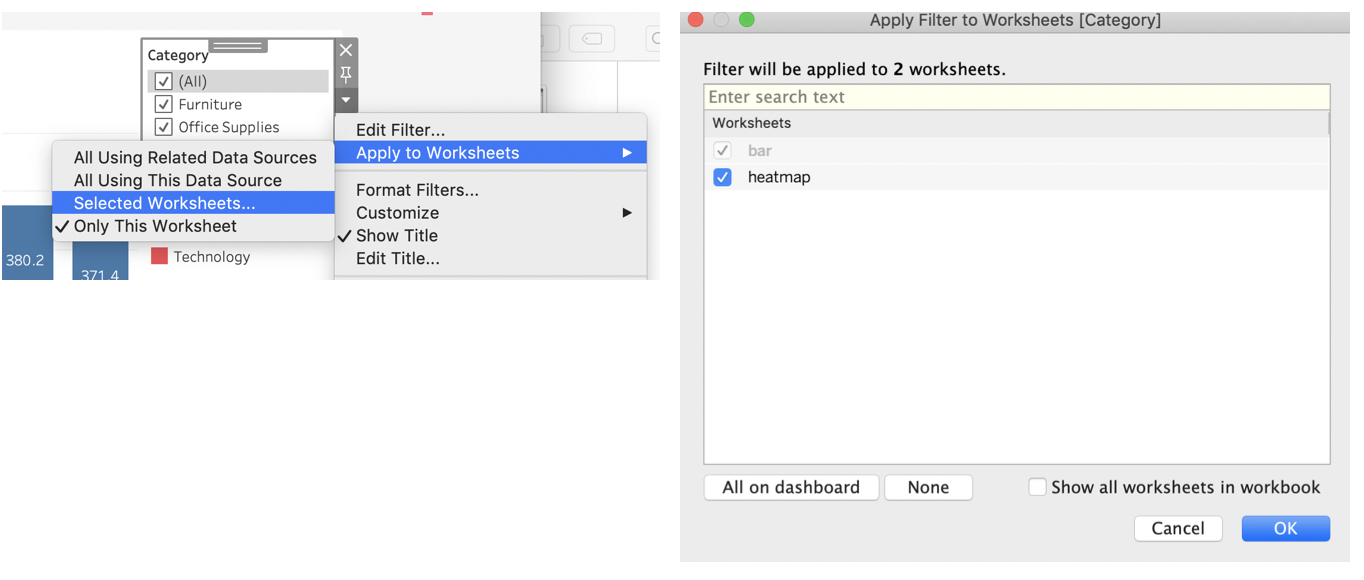 Category
(All)
Furniture
Office Supplies
Edit Filter...
Apply to Worksheets
Format Filters...
Customize
Show Title
Edit Title...
All Using Related Data Sources
All Using This Data Source
Selected Worksheets...
Only This Worksheet
380.2
371.4
Technology
Apply Filter to Worksheets [Category]
Filter will be applied to 2 worksheets.
Enter search text
Worksheets
bar
heatmap
All on dashboard
None
Show all worksheets in workbook
Cancel
OK